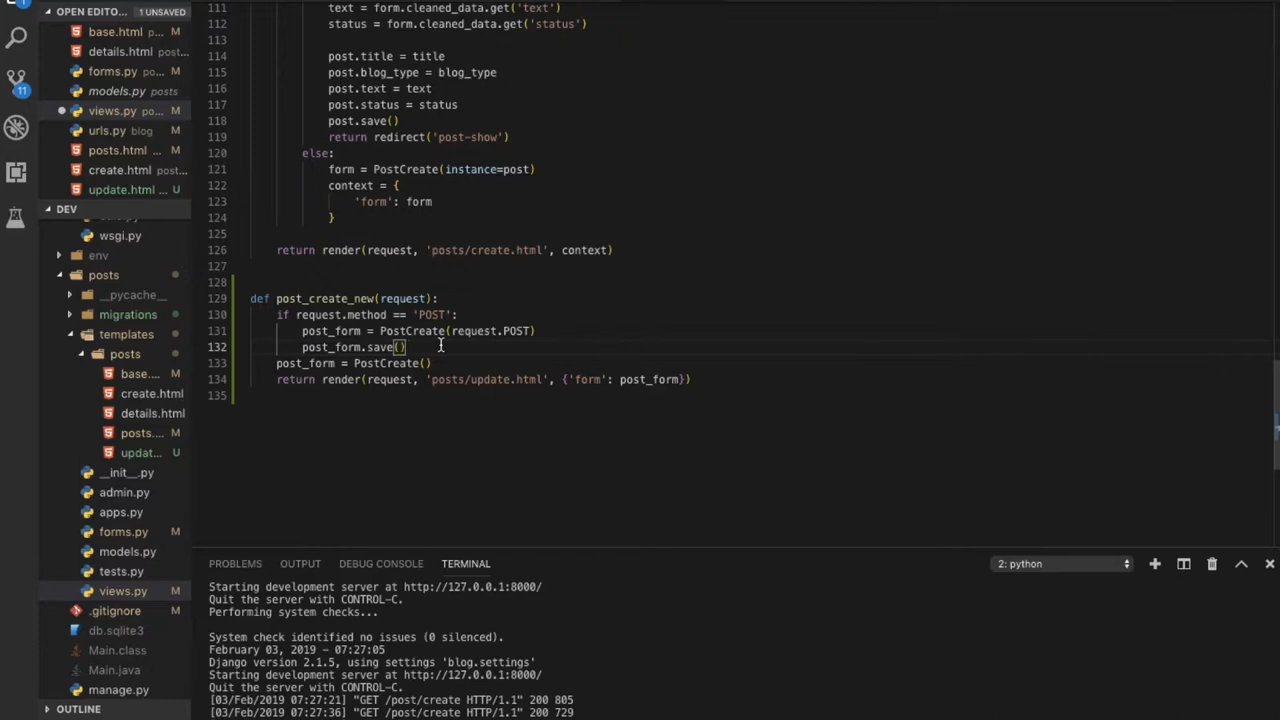 OPEN EDITORS 1 UNSAVED
base.html po... M
details.html post...
forms.py po... M
models.py posts
views.py po... M
urls.py blog
posts.html ... M
create.html ...
update.html ... U
DEV
wsgi.py
env
posts
__pycache__
migrations
templates
posts
base.... M
create.html
details.html
posts.... M
updat... U
__init__.py
admin.py
apps.py
forms.py M
models.py
tests.py
views.py M
.gitignore M
db.sqlite3
Main.class
Main.java
manage.py
OUTLINE
11
111 text = form.cleaned_data.get('text')
112 status = form.cleaned_data.get('status')
113
114 post.title = title
115 post.blog_type = blog_type
116 post.text = text
117 post.status = status
118 post.save()
119 return redirect('post-show')
120 else:
121 form = PostCreate(instance=post)
122 context = {
123 'form': form
124 }
125
126 return render(request, 'posts/create.html', context)
127
128
129 def post_create_new(request):
130 if request.method == 'POST':
131 post_form = PostCreate(request.POST)
132 post_form.save()
133 post_form = PostCreate()
134 return render(request, 'posts/update.html', {'form': post_form})
135
PROBLEMS OUTPUT DEBUG CONSOLE TERMINAL 2: python
Starting development server at http://127.0.0.1:8000/
Quit the server with CONTROL-C.
Performing system checks...
System check identified no issues (0 silenced).
February 03, 2019 - 07:27:05
Django version 2.1.5, using settings 'blog.settings'
Starting development server at http://127.0.0.1:8000/
Quit the server with CONTROL-C.
[03/Feb/2019 07:27:21] "GET /post/create HTTP/1.1" 200 805
[03/Feb/2019 07:27:36] "GET /post/create HTTP/1.1" 200 729